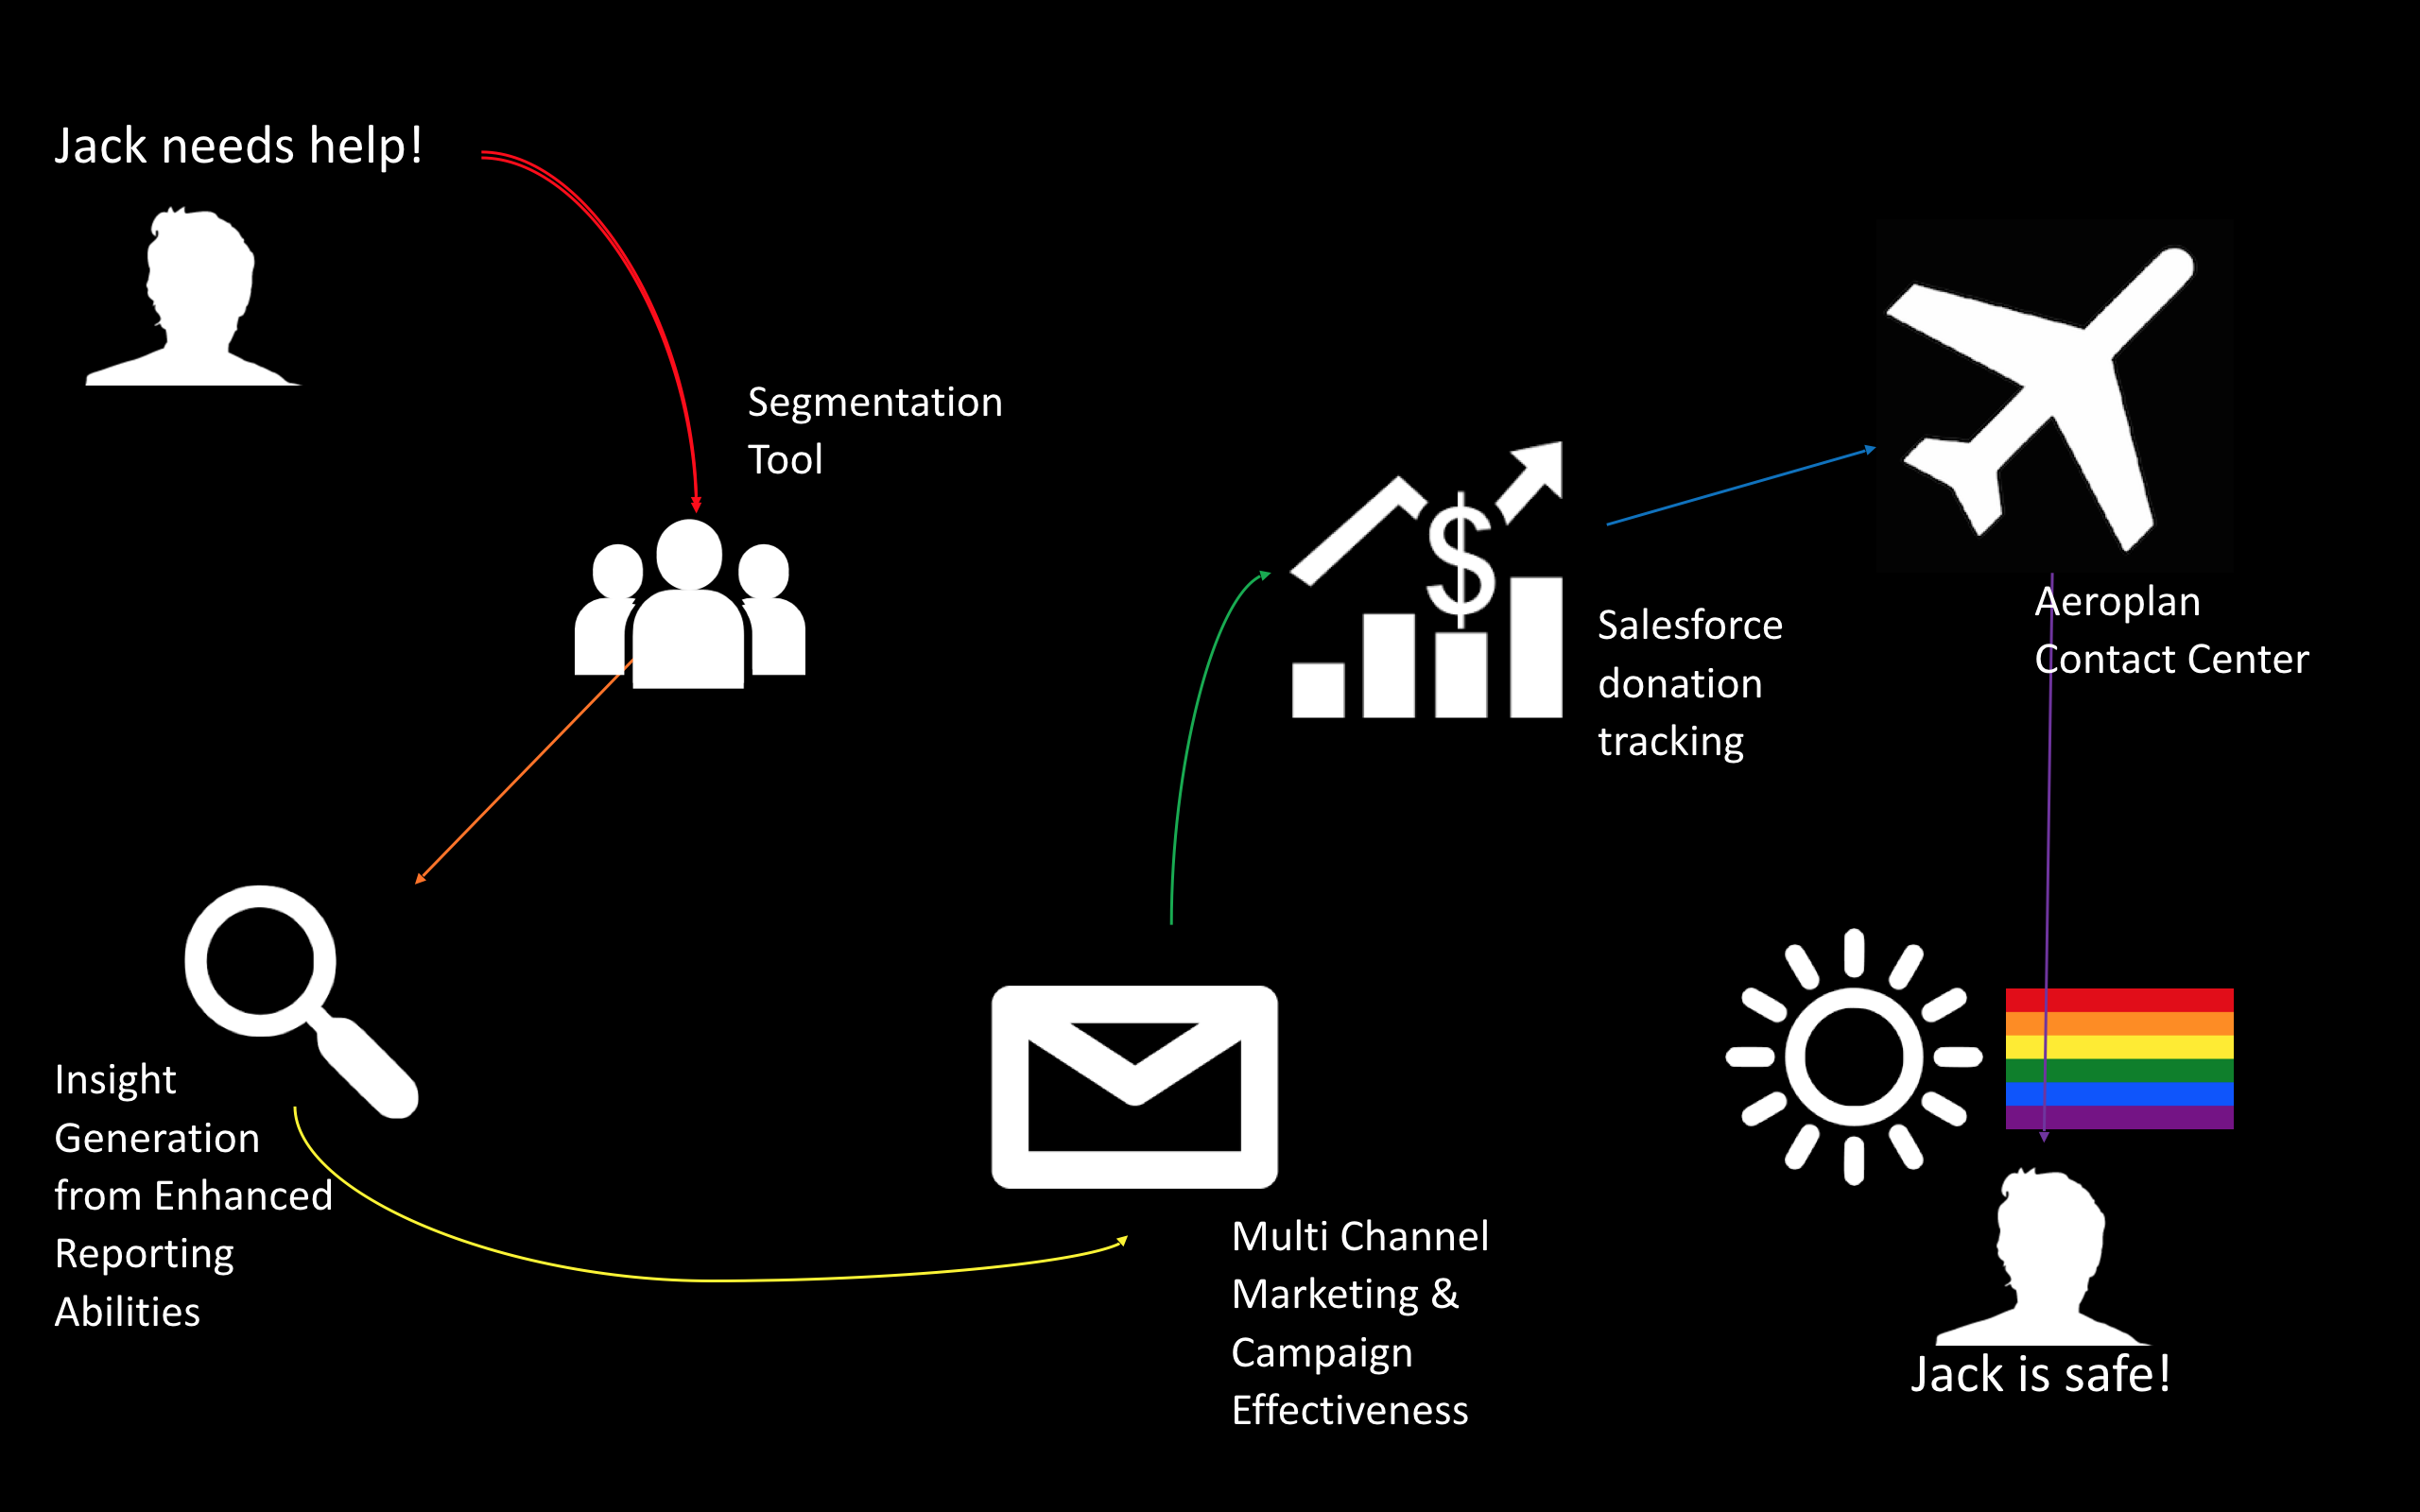 Jack needs help!
Segmentation
Tool
Insight
Generation
from Enhanced
Reporting
Abilities
Multi Channel
Marketing &
Campaign
Effectiveness
$
Salesforce
donation
tracking
Aeroplan
Contact Center
Jack is safe!